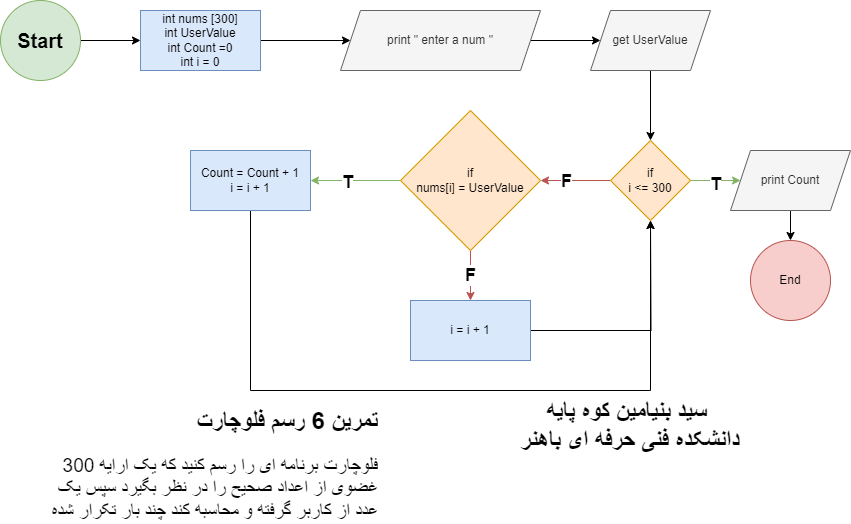 Start
int nums [300]
int UserValue
int Count =0
int i = 0
print " enter a num "
get UserValue
if
i <= 300
T
print Count
End
F
if
nums[i] = UserValue
T
Count = Count + 1
i = i + 1
F
i = i + 1
سید بنیامین کوه پایه
دانشکده فنی حرفه ای باهنر
تمرین 6 رسم فلوچارت
فلوچارت برنامه ای را رسم کنید که یک ارایه 300
غضوی از اعداد صحیح را در نظر بگیرد سپس یک
عدد از کاربر گرفته و محاسبه کند چند بار تکرار شده